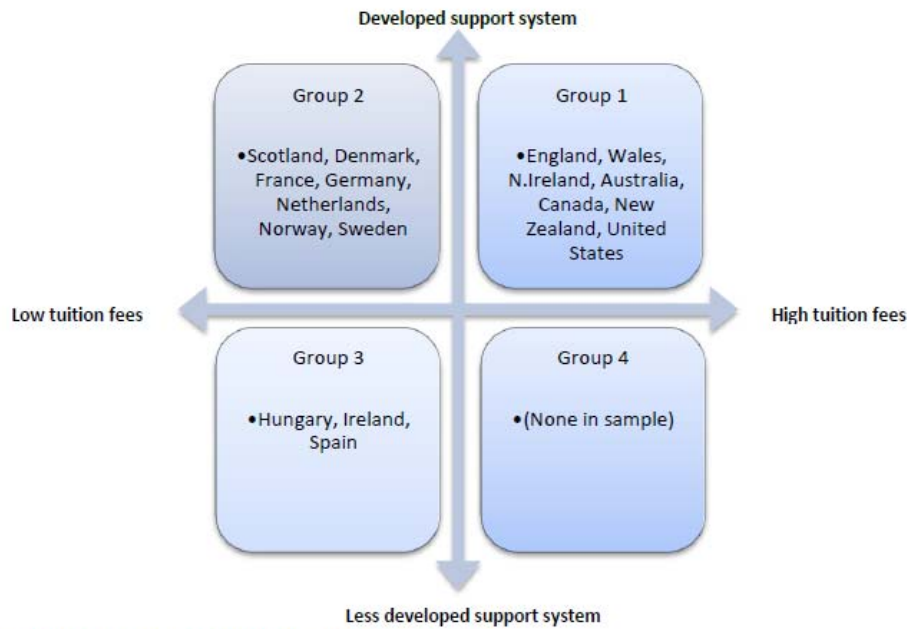 Developed support system
Group 2
•Scotland, Denmark,
France, Germany,
Netherlands,
Norway, Sweden
Group 1
•England, Wales,
N.Ireland, Australia,
Canada, New
Zealand, United
States
Low tuition fees
High tuition fees
Group 3
•Hungary, Ireland,
Spain
Group 4
•(None in sample)
Less developed support system